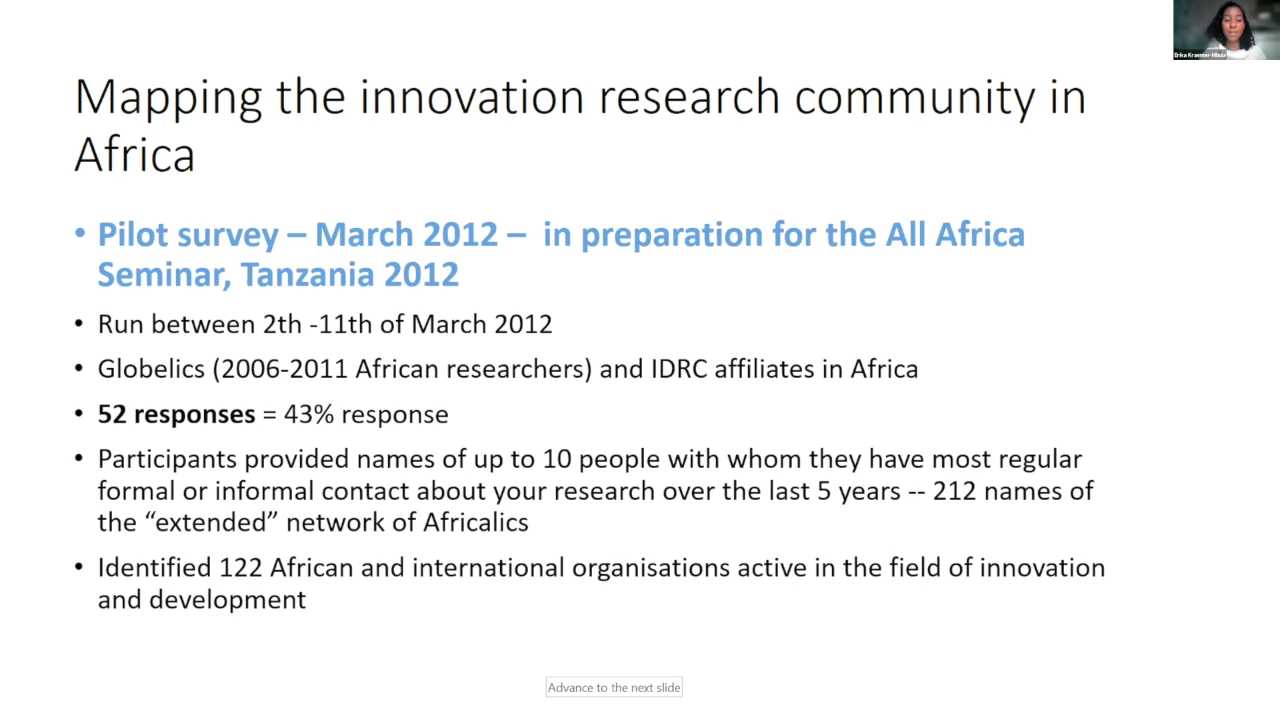 Erika Kraemer-Mbula
Mapping the innovation research community in
Africa
• Pilot survey – March 2012 – in preparation for the All Africa
Seminar, Tanzania 2012
• Run between 2th -11th of March 2012
• Globelics (2006-2011 African researchers) and IDRC affiliates in Africa
• 52 responses = 43% response
• Participants provided names of up to 10 people with whom they have most regular
formal or informal contact about your research over the last 5 years -- 212 names of
the “extended” network of Africalics
• Identified 122 African and international organisations active in the field of innovation
and development
Advance to the next slide